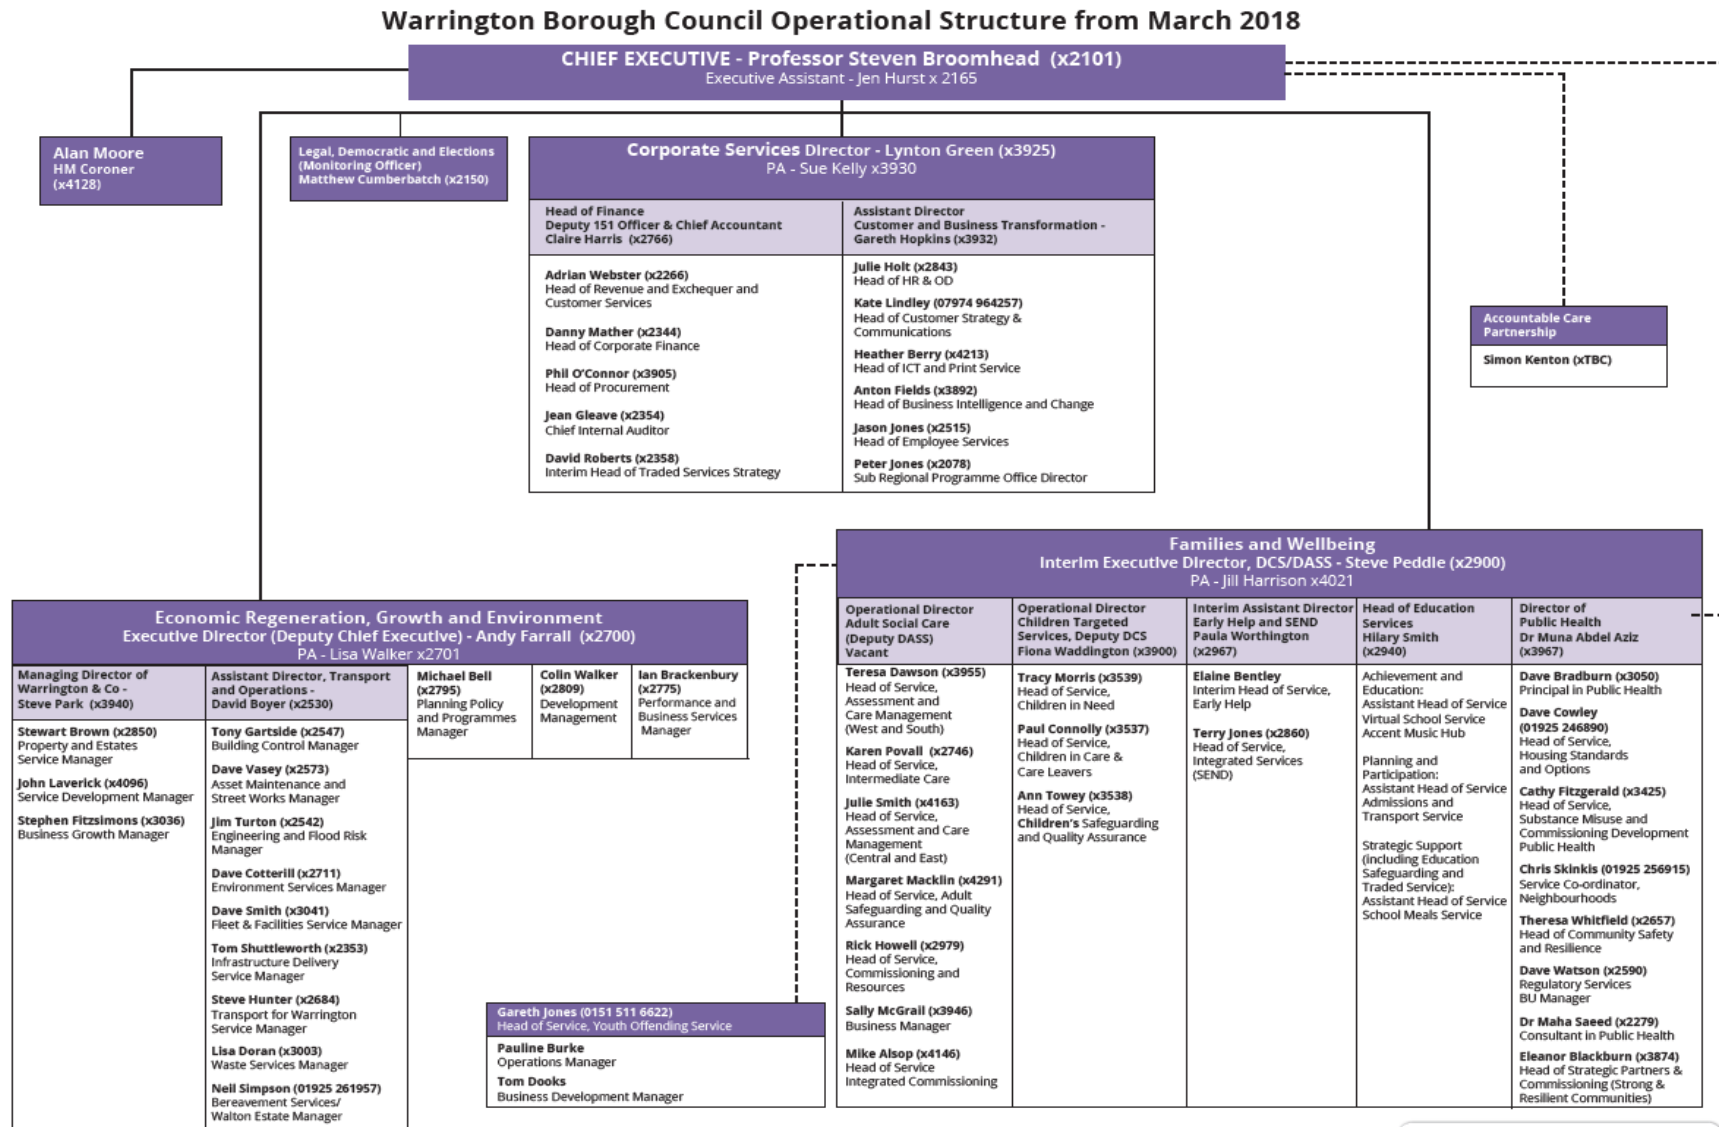 Warrington Borough Council Operational Structure from March 2018
CHIEF EXECUTIVE - Professor Steven Broomhead (x2101)
Executive Assistant - Jen Hurst x 2165
Alan Moore
HM Coroner
(x4128)
Legal, Democratic and Elections
(Monitoring Officer)
Matthew Cumberbatch (x2150)
Corporate Services Director - Lynton Green (x3925)
PA - Sue Kelly x3930
Head of Finance
Deputy 151 Officer & Chief Accountant
Claire Harris (x2766)
Adrian Webster (x2266)
Head of Revenue and Exchequer and
Customer Services
Danny Mather (x2344)
Head of Corporate Finance
Phil O'Connor (x3905)
Head of Procurement
Jean Gleave (x2354)
Chief Internal Auditor
David Roberts (x2358)
Interim Head of Traded Services Strategy
Assistant Director
Customer and Business Transformation -
Gareth Hopkins (x3932)
Julie Holt (x2843)
Head of HR & OD
Kate Lindley (07974 964257)
Head of Customer Strategy &
Communications
Heather Berry (x4213)
Head of ICT and Print Service
Anton Fields (x3892)
Head of Business Intelligence and Change
Jason Jones (x2515)
Head of Employee Services
Peter Jones (x2078)
Sub Regional Programme Office Director
Accountable Care
Partnership
Simon Kenton (xTBC)
Economic Regeneration, Growth and Environment
Executive Director (Deputy Chief Executive) - Andy Farrall (x2700)
PA - Lisa Walker x2701
Managing Director of
Warrington & Co -
Steve Park (x3940)
Stewart Brown (x2850)
Property and Estates
Service Manager
John Laverick (x4096)
Service Development Manager
Stephen Fitzsimons (x3036)
Business Growth Manager
Assistant Director, Transport
and Operations -
David Boyer (x2530)
Tony Gartside (x2547)
Building Control Manager
Dave Vasey (x2573)
Asset Maintenance and
Street Works Manager
Jim Turton (x2542)
Engineering and Flood Risk
Manager
Dave Cotterill (x2711)
Environment Services Manager
Dave Smith (x3041)
Fleet & Facilities Service Manager
Tom Shuttleworth (x2353)
Infrastructure Delivery
Service Manager
Steve Hunter (x2684)
Transport for Warrington
Service Manager
Lisa Doran (x3003)
Waste Services Manager
Neil Simpson (01925 261957)
Bereavement Services/
Walton Estate Manager
Michael Bell
(x2795)
Planning Policy
and Programmes
Manager
Colin Walker
(x2809)
Development
Management
Ian Brackenbury
(x2775)
Performance and
Business Services
Manager
Gareth Jones (0151 511 6622)
Head of Service, Youth Offending Service
Pauline Burke
Operations Manager
Tom Dooks
Business Development Manager
Families and Wellbeing
Interim Executive Director, DCS/DASS - Steve Peddle (x2900)
PA - Jill Harrison x4021
Operational Director
Adult Social Care
(Deputy DASS)
Vacant
Teresa Dawson (x3955)
Head of Service,
Assessment and
Care Management
(West and South)
Karen Povall (x2746)
Head of Service,
Intermediate Care
Julie Smith (x4163)
Head of Service,
Assessment and Care
Management
(Central and East)
Margaret Macklin (x4291)
Head of Service, Adult
Safeguarding and Quality
Assurance
Rick Howell (x2979)
Head of Service,
Commissioning and
Resources
Sally McGrail (x3946)
Business Manager
Mike Alsop (x4146)
Head of Service
Integrated Commissioning
Operational Director
Children Targeted
Services, Deputy DCS
Fiona Waddington (x3900)
Tracy Morris (x3539)
Head of Service,
Children in Need
Paul Connolly (x3537)
Head of Service,
Children in Care &
Care Leavers
Ann Towey (x3538)
Head of Service,
Children's Safeguarding
and Quality Assurance
Interim Assistant Director
Early Help and SEND
Paula Worthington
(x2967)
Elaine Bentley
Interim Head of Service,
Early Help
Terry Jones (x2860)
Head of Service,
Integrated Services
(SEND)
Head of Education
Services
Hilary Smith
(x2940)
Achievement and
Education:
Assistant Head of Service
Virtual School Service
Accent Music Hub
Planning and
Participation:
Assistant Head of Service
Admissions and
Transport Service
Strategic Support
(including Education
Safeguarding and
Traded Service):
Assistant Head of Service
School Meals Service
Director of
Public Health
Dr Muna Abdel Aziz
(x3967)
Dave Bradburn (x3050)
Principal in Public Health
Dave Cowley
(01925 246890)
Head of Service,
Housing Standards
and Options
Cathy Fitzgerald (x3425)
Head of Service,
Substance Misuse and
Commissioning Development
Public Health
Chris Skinkis (01925 256915)
Service Co-ordinator,
Neighbourhoods
Theresa Whitfield (x2657)
Head of Community Safety
and Resilience
Dave Watson (x2590)
Regulatory Services
BU Manager
Dr Maha Saeed (x2279)
Consultant in Public Health
Eleanor Blackburn (x3874)
Head of Strategic Partners &
Commissioning (Strong &
Resilient Communities)